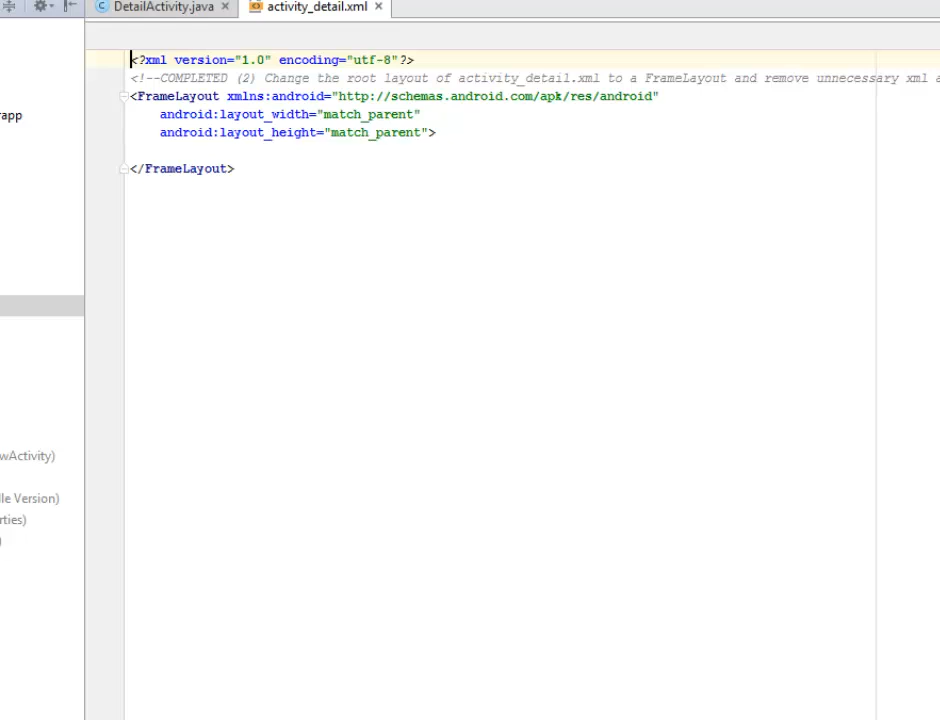 DetailActivity.java
activity_detail.xml
<?xml version="1.0" encoding="utf-8"?>
<!--COMPLETED (2) Change the root layout of activity_detail.xml to a FrameLayout and remove unnecessary xml a
<FrameLayout xmlns:android="http://schemas.android.com/apk/res/android"
android:layout_width="match_parent"
android:layout_height="match_parent">
</FrameLayout>
rapp
wActivity)
lle Version)
rties)
)